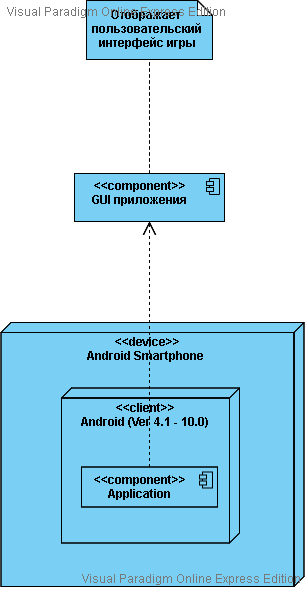 Visual Paradigm Online Express Edition
Отображает
пользовательский
интерфейс игры
<<component>>
GUI приложения
<<device>>
Android Smartphone
<<client>>
Android (Ver 4.1 - 10.0)
<<component>>
Application
Visual Paradigm Online Express Edition